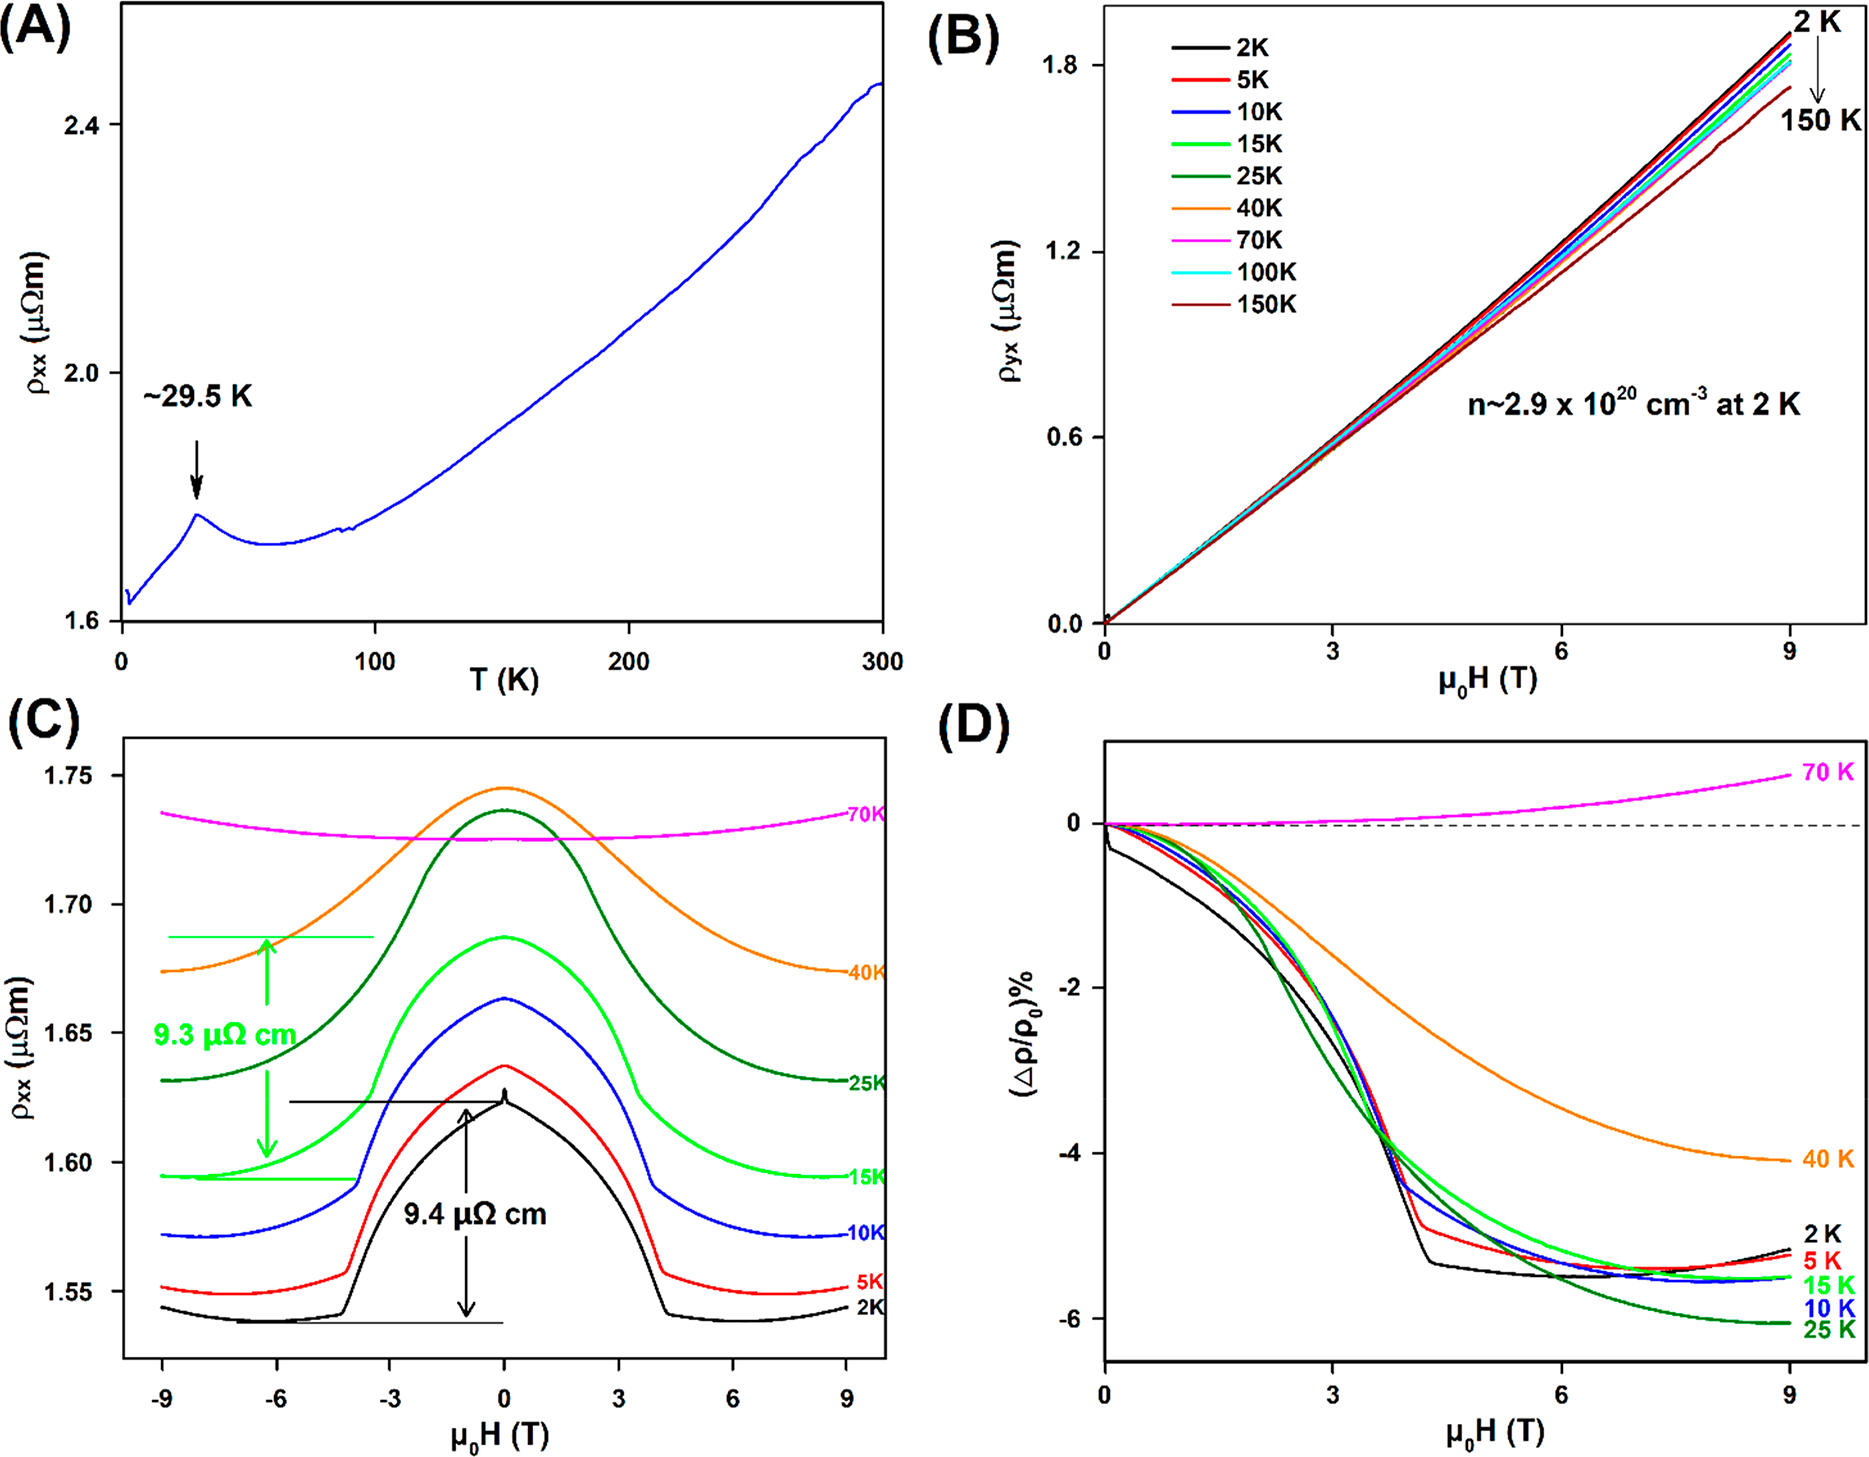 (A)
2.4
2.0
1.6
ρxx (μΩm)
~29.5 K
0 100 200 300
T (K)
(B)
2K
5K
10K
15K
25K
40K
70K
100K
150K
2 K
150 K
1.8
1.2
0.6
0.0
ρyx (μΩm)
n~2.9 x 10²⁰ cm⁻³ at 2 K
0 3 6 9
μ₀H (T)
(C)
1.75
1.70
1.65
1.60
1.55
ρxx (μΩm)
70K
40K
9.3 μΩ cm
25K
15K
9.4 μΩ cm
10K
5K
2K
-9 -6 -3 0 3 6 9
μ₀H (T)
(D)
0
-2
-4
-6
(△ρ/ρ₀)%
70 K
40 K
2 K
5 K
15 K
10 K
25 K
0 3 6 9
μ₀H (T)